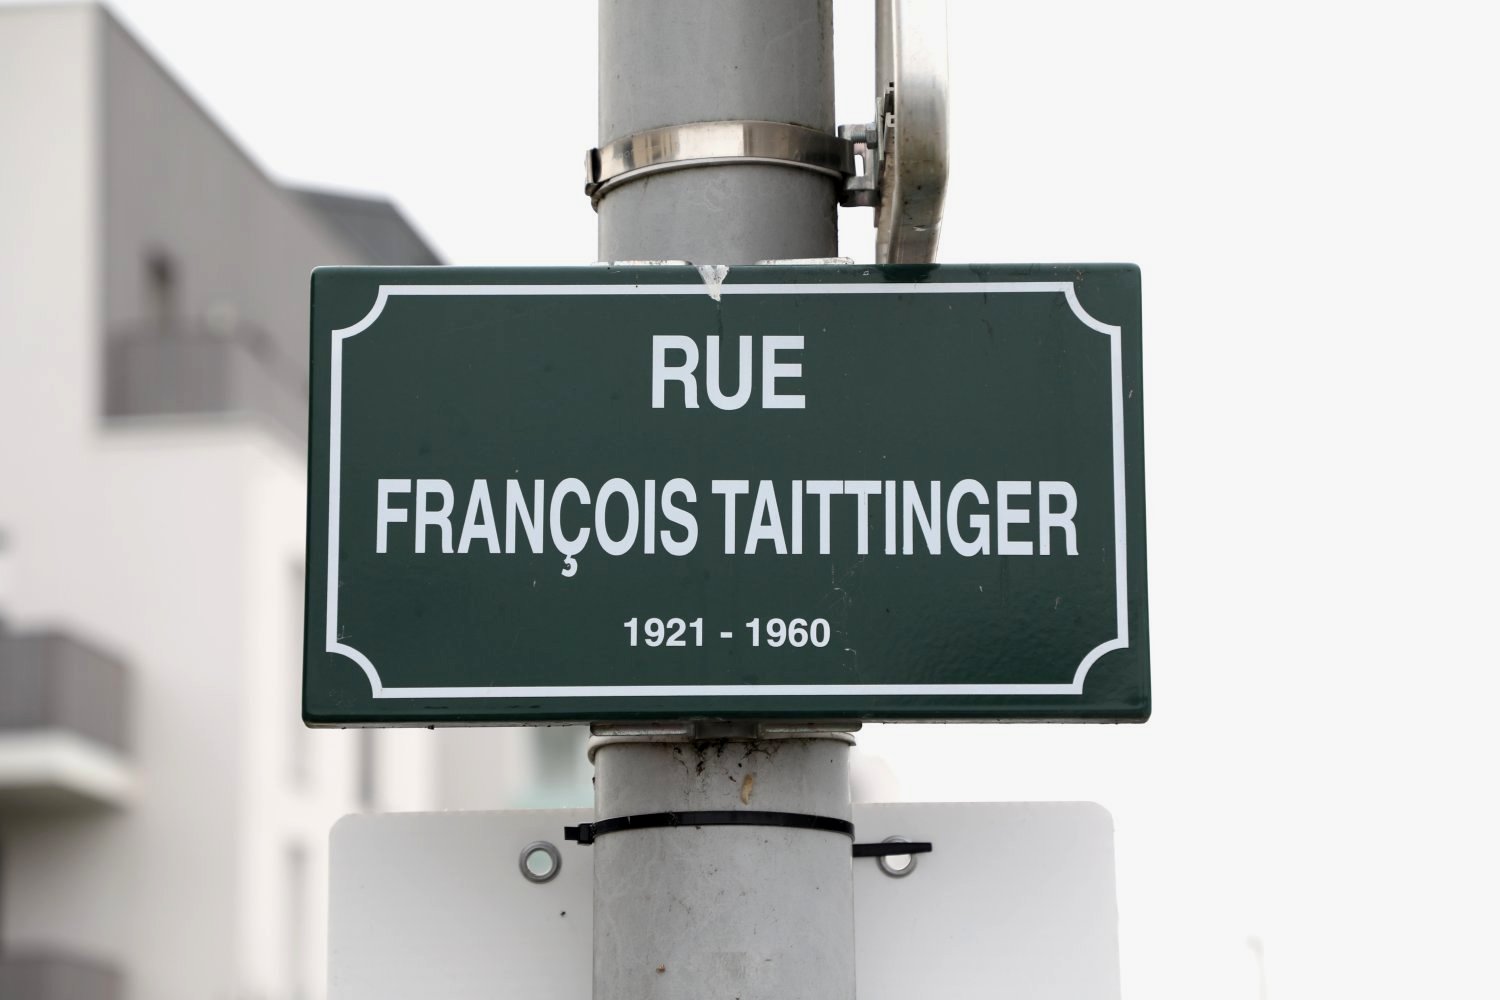 RUE
FRANÇOIS TAITTINGER
1921 - 1960